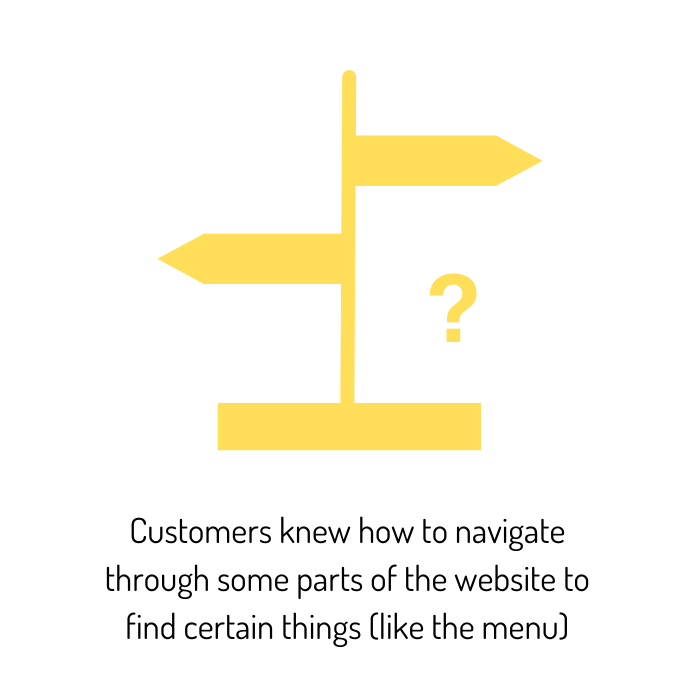 ?
Customers knew how to navigate
through some parts of the website to
find certain things (like the menu)